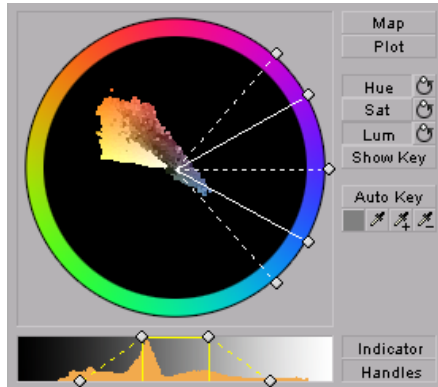 Map
Plot
Hue
Sat
Lum
Show Key
Auto Key
Indicator
Handles